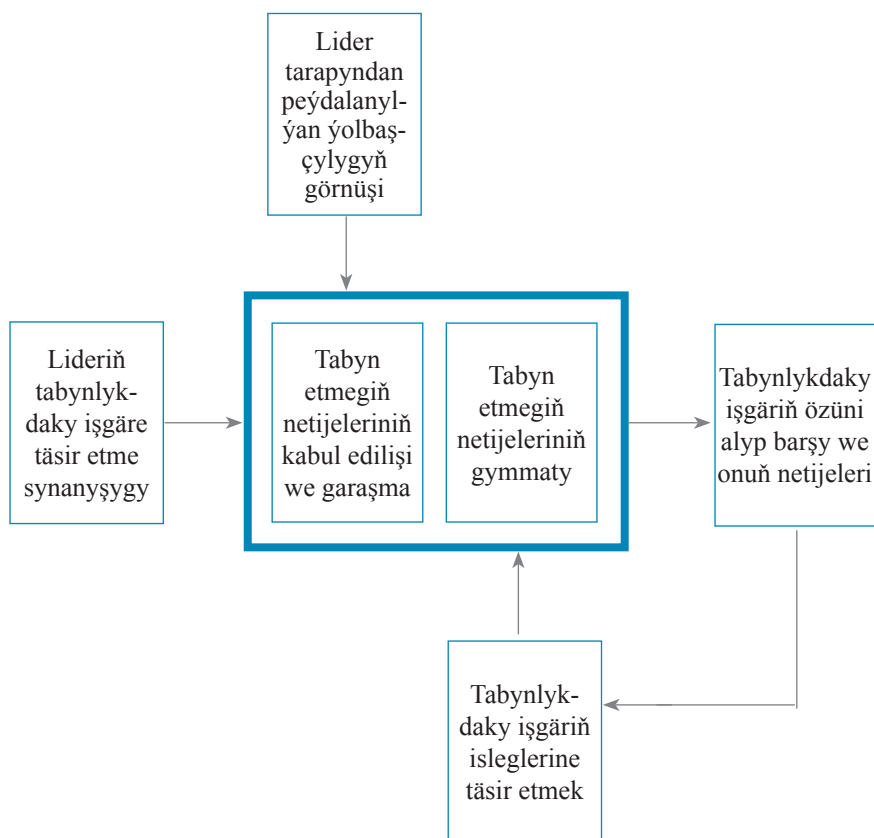 Lider
tarapyndan
peýdalanyl-
ýan ýolbaş-
çylygyň
görnüşi
Lideriň
tabynlyk-
daky işgäre
täsir etme
synanyşygy
Tabyn
etmegiň
netijeleriniň
kabul edilişi
we garaşma
Tabyn
etmegiň
netijeleriniň
gymmaty
Tabynlykdaky
işgäriň özüni
alyp barşy we
onuň netijeleri
Tabynlyk-
daky işgäriň
isleglerine
täsir etmek